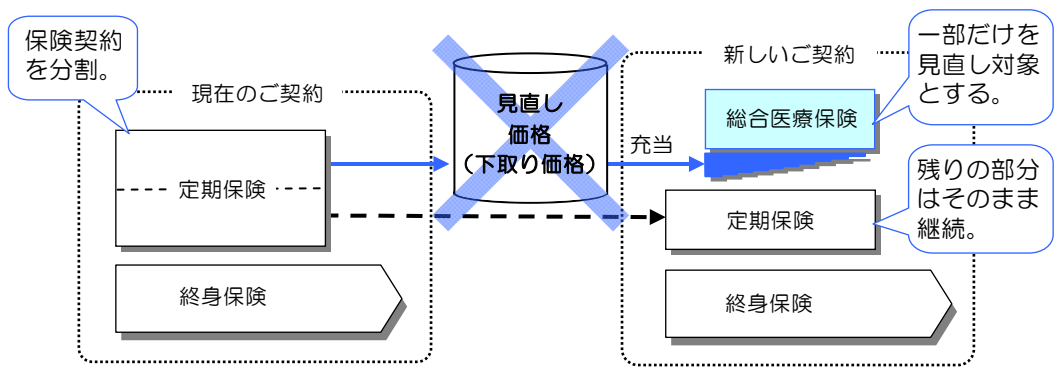 保険契約
を分割。
現在のご契約
定期保険
終身保険
見直し
価格
（下取り価格）
充当
新しいご契約
一部だけを
見直し対象
とする。
総合医療保険
残りの部分
はそのまま
継続。
定期保険
終身保険